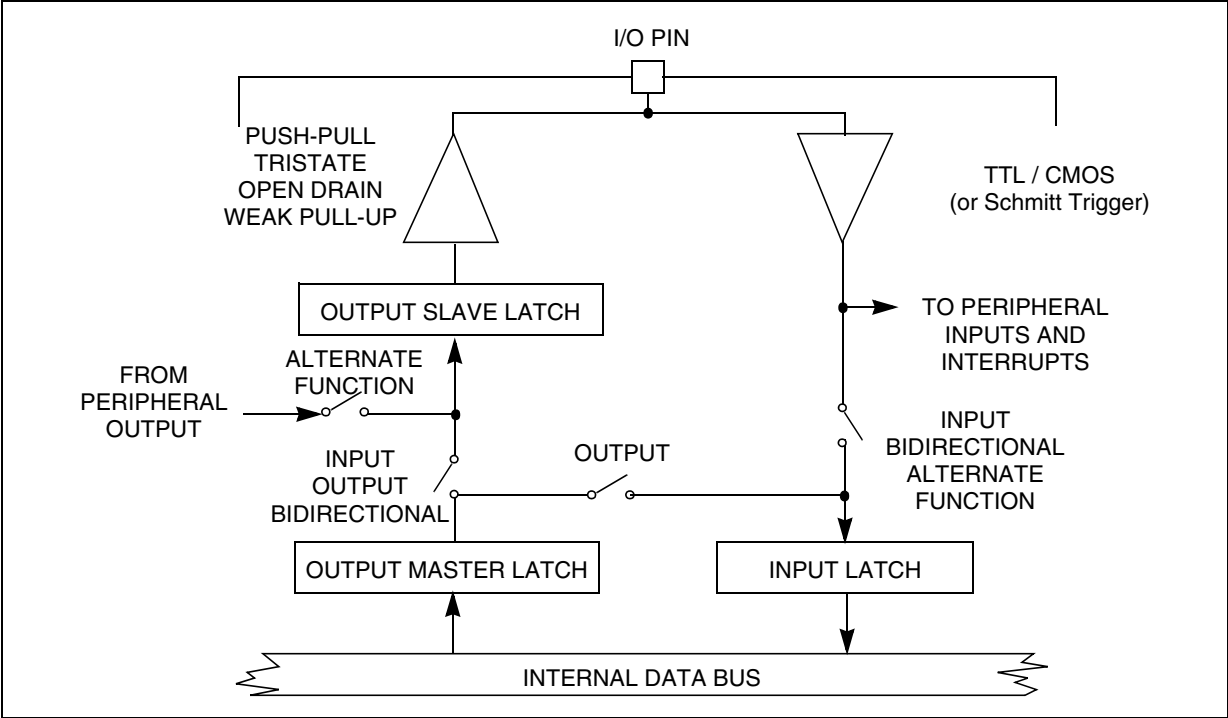 I/O PIN
PUSH-PULL
TRISTATE
OPEN DRAIN
WEAK PULL-UP
TTL / CMOS
(or Schmitt Trigger)
OUTPUT SLAVE LATCH
TO PERIPHERAL
INPUTS AND
INTERRUPTS
ALTERNATE
FUNCTION
FROM
PERIPHERAL
OUTPUT
INPUT
OUTPUT
BIDIRECTIONAL
OUTPUT
INPUT
BIDIRECTIONAL
ALTERNATE
FUNCTION
OUTPUT MASTER LATCH
INPUT LATCH
INTERNAL DATA BUS